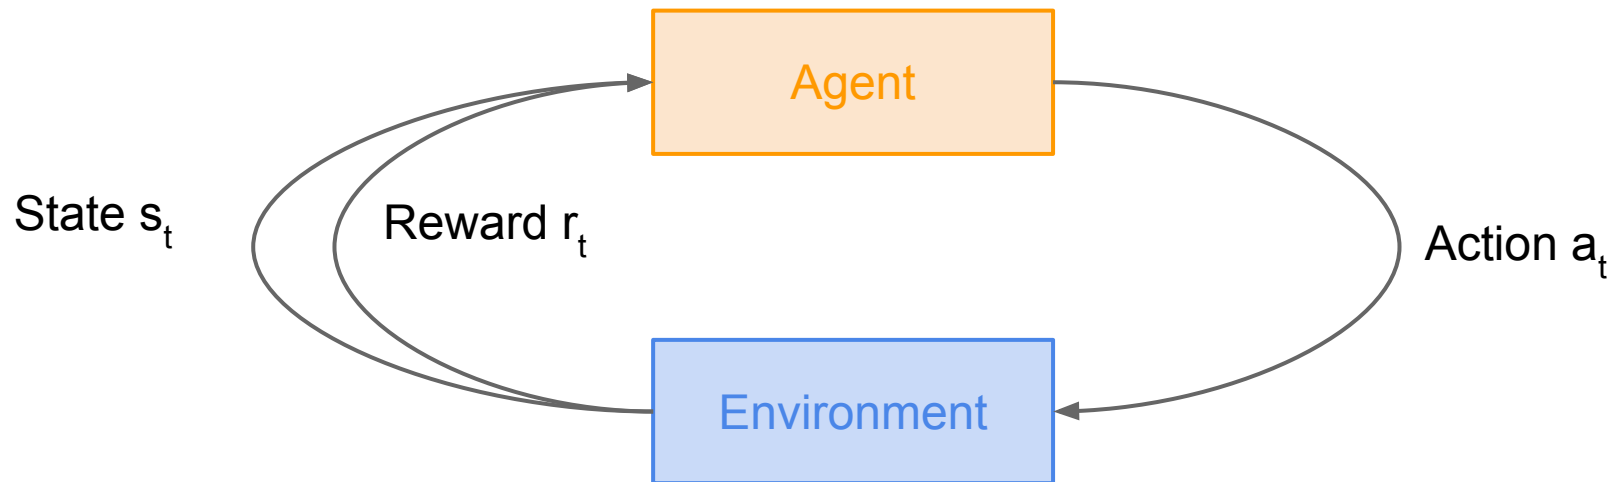 Agent
State s_t
Reward r_t
Action a_t
Environment